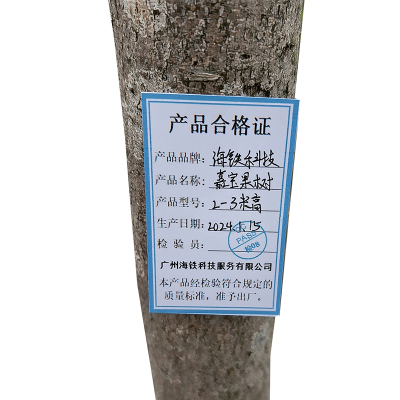 产品合格证
产品品牌: 海铁乐科技
产品名称: 嘉宝果树
产品型号: 2-3米高
生产日期: 2024.1.15
检验员:
PASS
广州海铁科技服务有限公司
本产品经检验符合规定的
质量标准，准予出厂。